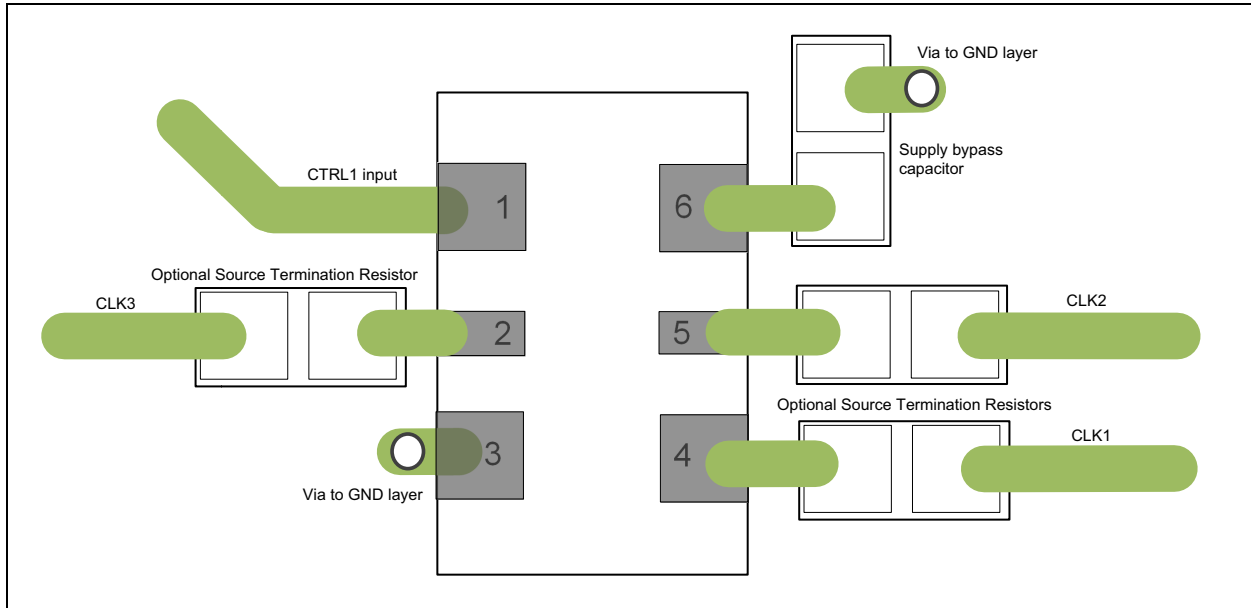 Via to GND layer
Supply bypass
capacitor
CTRL1 input
1
6
Optional Source Termination Resistor
CLK3
CLK2
2
5
Optional Source Termination Resistors
3
4
CLK1
Via to GND layer